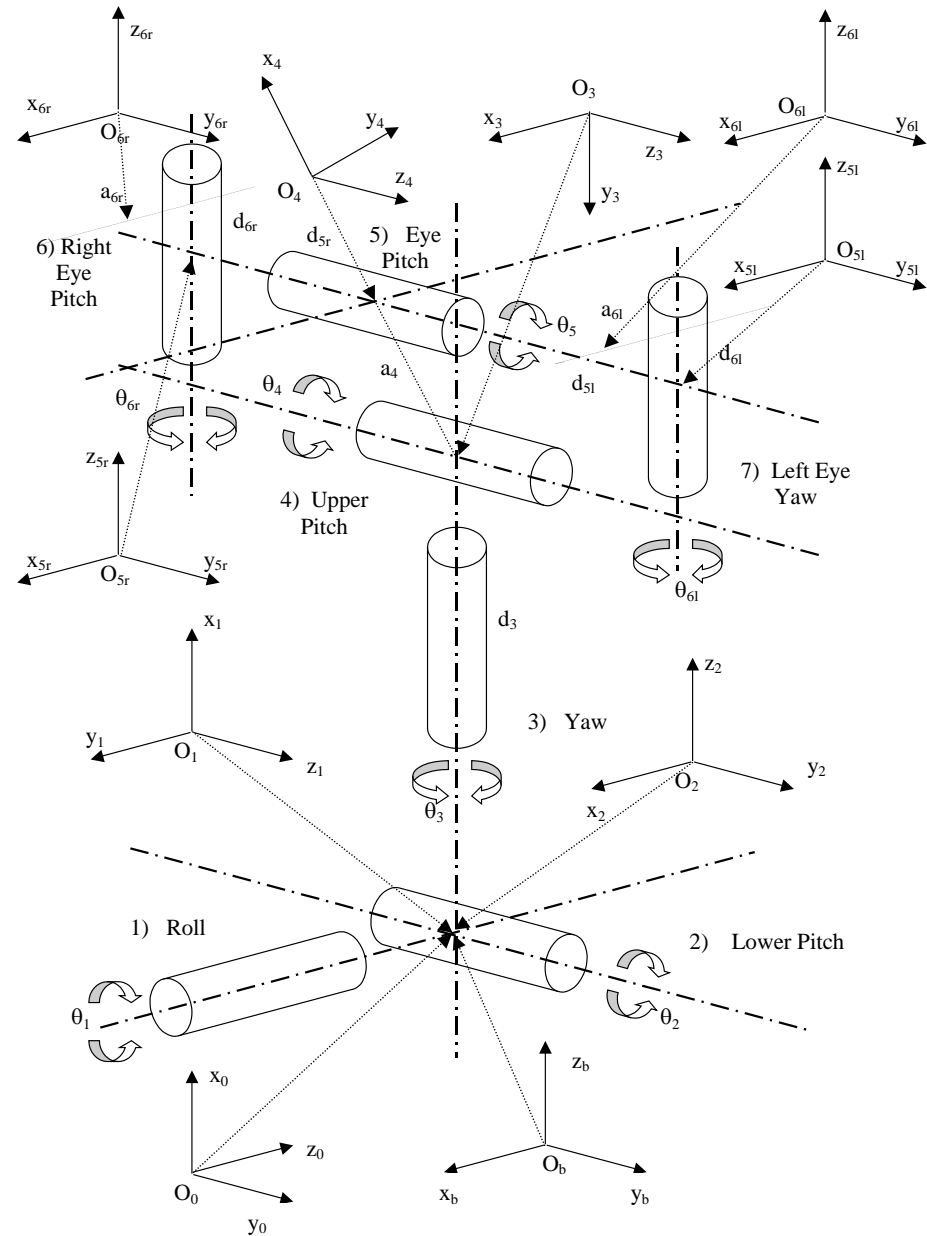 z6r
x6r
y6r
O6r
a6r
d6r
6) Right
Eye
Pitch
x4
y4
z4
O4
d5r
5) Eye
Pitch
O3
x3
z3
y3
z6l
O6l
x6l
y6l
z5l
O5l
x5l
y5l
a6l
d6l
θ5
d5l
a4
θ4
θ6r
z5r
x5r
O5r
y5r
4) Upper
Pitch
7) Left Eye
Yaw
θ6l
x1
y1
O1
z1
d3
3) Yaw
θ3
z2
O2
y2
x2
1) Roll
2) Lower Pitch
θ1
θ2
x0
z0
O0
y0
zb
Ob
xb
yb